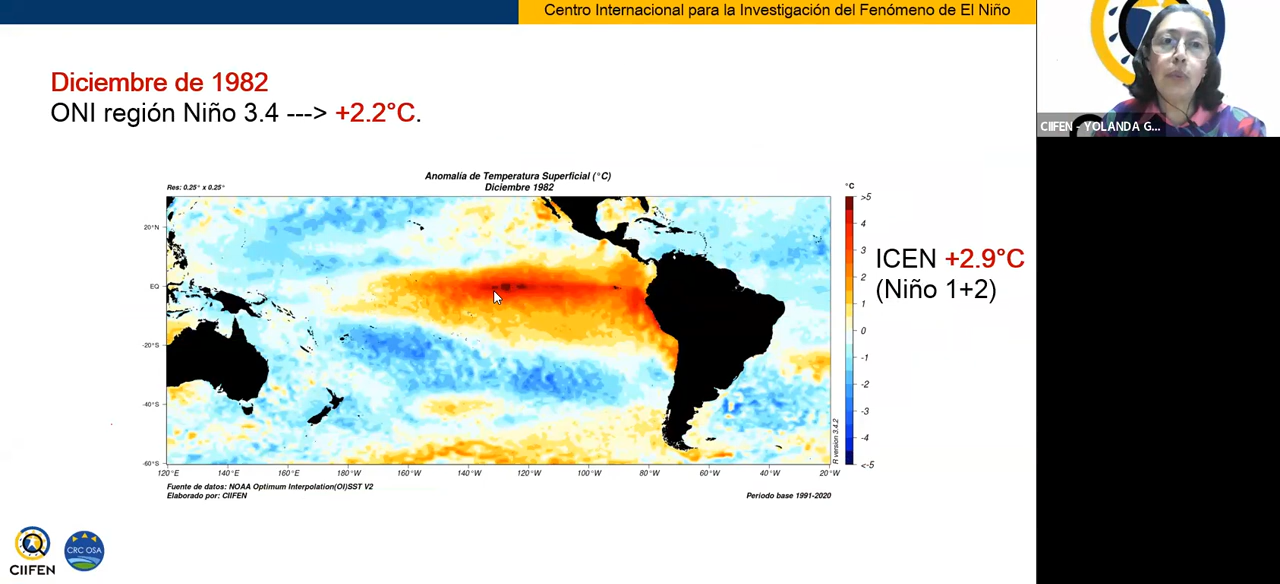 Centro Internacional para la Investigación del Fenómeno de El Niño
Diciembre de 1982
ONI región Niño 3.4 ---> +2.2°C.
CIIFEN - YOLANDA G...
Anomalía de Temperatura Superficial (°C)
Diciembre 1982
Res: 0.25° x 0.25°
°C
>5
4
3
2
1
0
-1
-2
-3
-4
<-5
20°N
EQ
-20°S
-40°S
-60°S
120°E
140°E
160°E
180°W
160°W
140°W
120°W
100°W
80°W
60°W
40°W
20°W
R version 3.4.2
ICEN +2.9°C
(Niño 1+2)
Fuente de datos: NOAA Optimum Interpolation(OI)SST V2
Elaborado por: CIIFEN
Periodo base 1991-2020
CIIFEN
CRC OSA